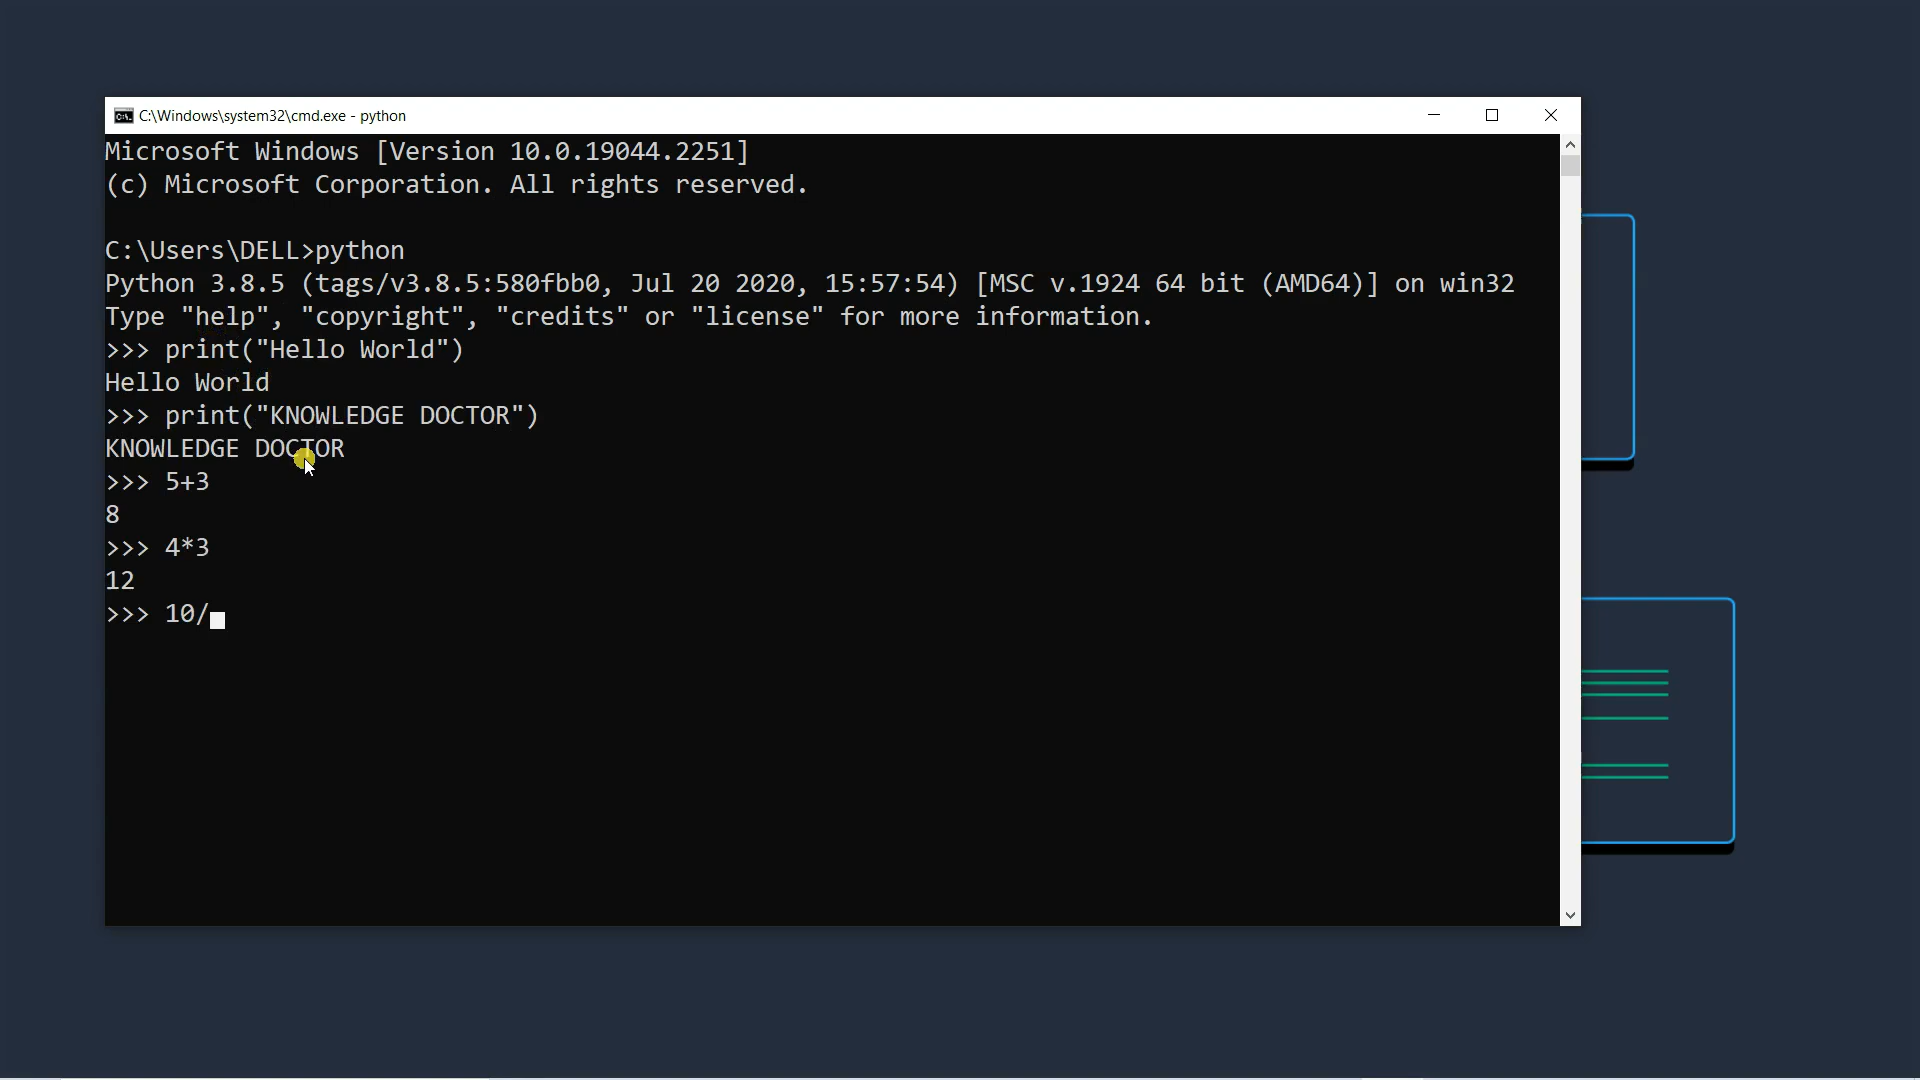 C:\Windows\system32\cmd.exe - python
Microsoft Windows [Version 10.0.19044.2251]
(c) Microsoft Corporation. All rights reserved.
C:\Users\DELL>python
Python 3.8.5 (tags/v3.8.5:580fbb0, Jul 20 2020, 15:57:54) [MSC v.1924 64 bit (AMD64)] on win32
Type "help", "copyright", "credits" or "license" for more information.
>>> print("Hello World")
Hello World
>>> print("KNOWLEDGE DOCTOR")
KNOWLEDGE DOCTOR
>>> 5+3
8
>>> 4*3
12
>>> 10/